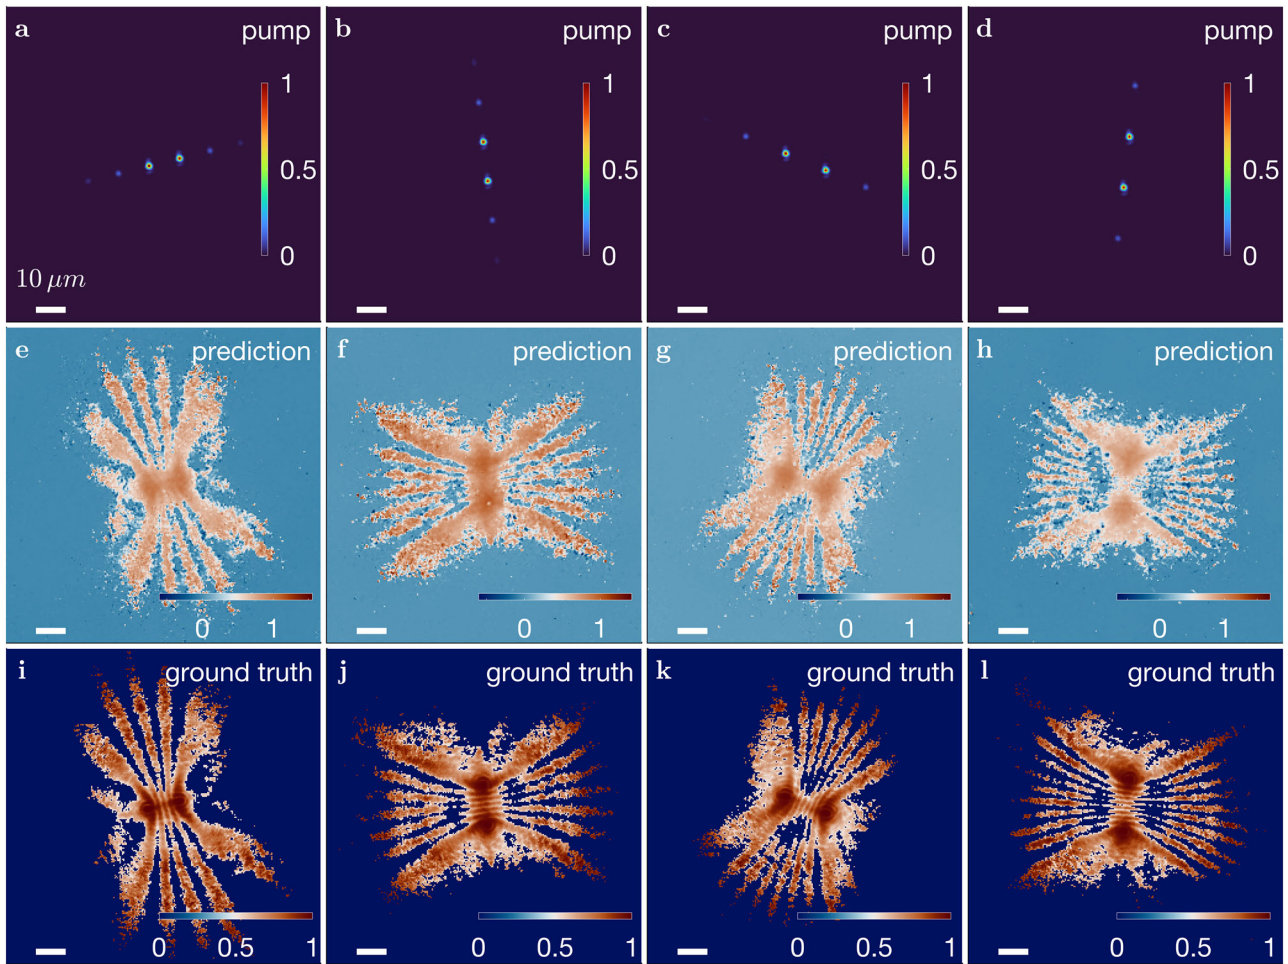 a pump
1
0.5
0
10 μm
b pump
1
0.5
0
c pump
1
0.5
0
d pump
1
0.5
0
e prediction
0 1
f prediction
0 1
g prediction
0 1
h prediction
0 1
i ground truth
0 0.5 1
j ground truth
0 0.5 1
k ground truth
0 0.5 1
l ground truth
0 0.5 1